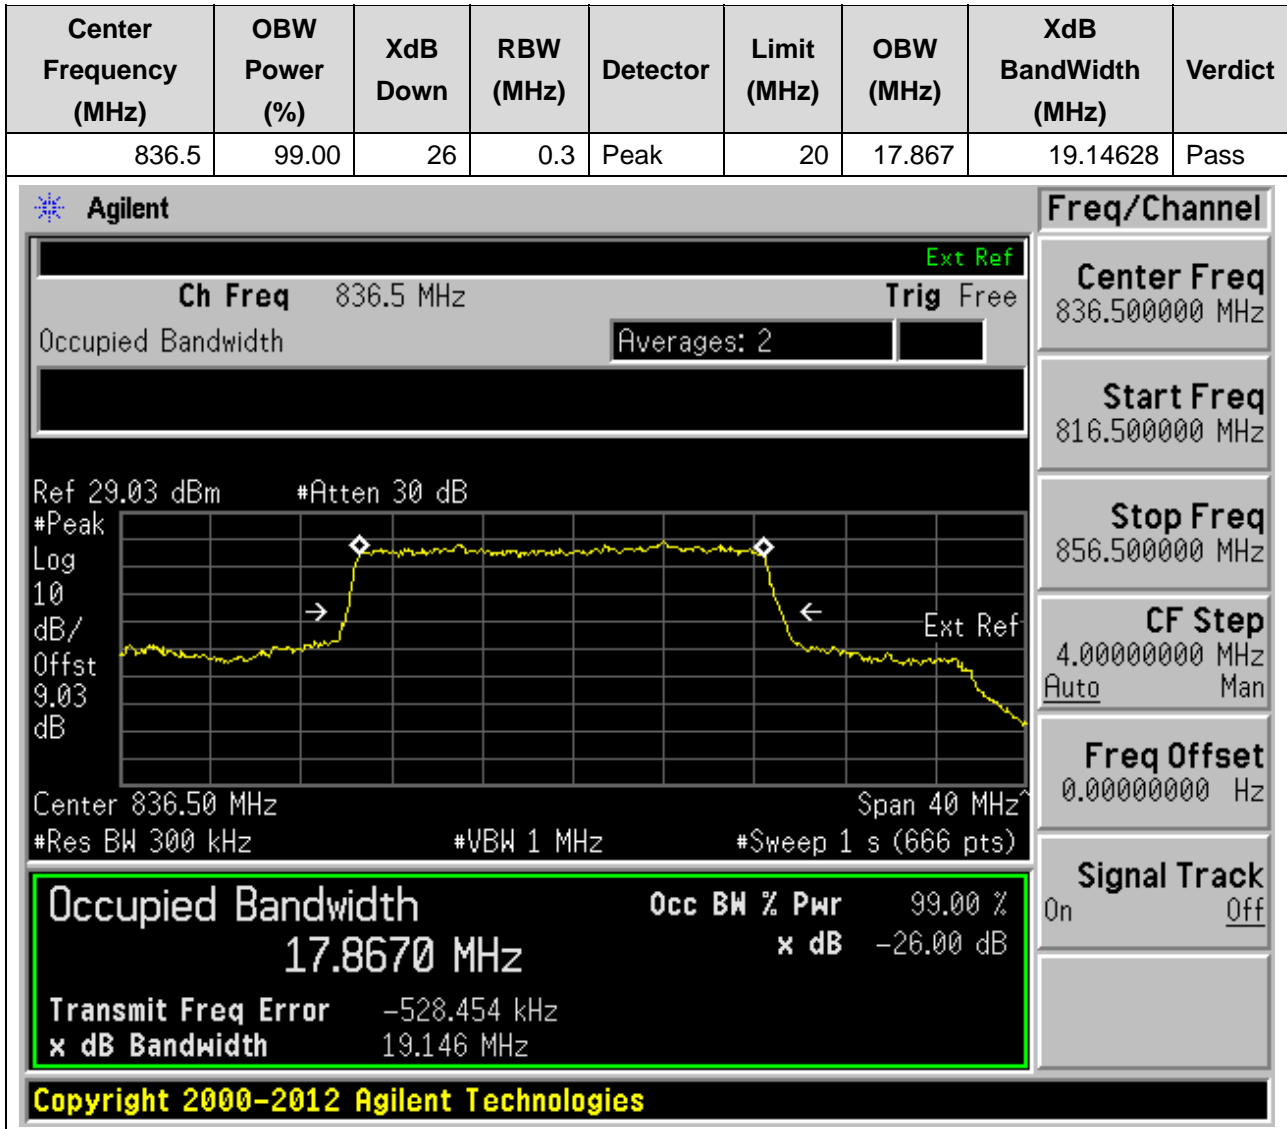 Center Frequency (MHz) OBW Power (%) XdB Down RBW (MHz) Detector Limit (MHz) OBW (MHz) XdB BandWidth (MHz) Verdict
836.5 99.00 26 0.3 Peak 20 17.867 19.14628 Pass
Agilent
Freq/Channel
Ext Ref
Ch Freq 836.5 MHz Trig Free
Occupied Bandwidth Averages: 2
Center Freq
836.500000 MHz
Start Freq
816.500000 MHz
Stop Freq
856.500000 MHz
CF Step
4.00000000 MHz
Auto Man
Freq Offset
0.00000000 Hz
Signal Track
On Off
Ref 29.03 dBm #Atten 30 dB
#Peak
Log
10
dB/
Offst
9.03
dB
Ext Ref
Center 836.50 MHz Span 40 MHz^
#Res BW 300 kHz #VBW 1 MHz #Sweep 1 s (666 pts)
Occupied Bandwidth Occ BW % Pwr 99.00 %
17.8670 MHz x dB -26.00 dB
Transmit Freq Error -528.454 kHz
x dB Bandwidth 19.146 MHz
Copyright 2000-2012 Agilent Technologies